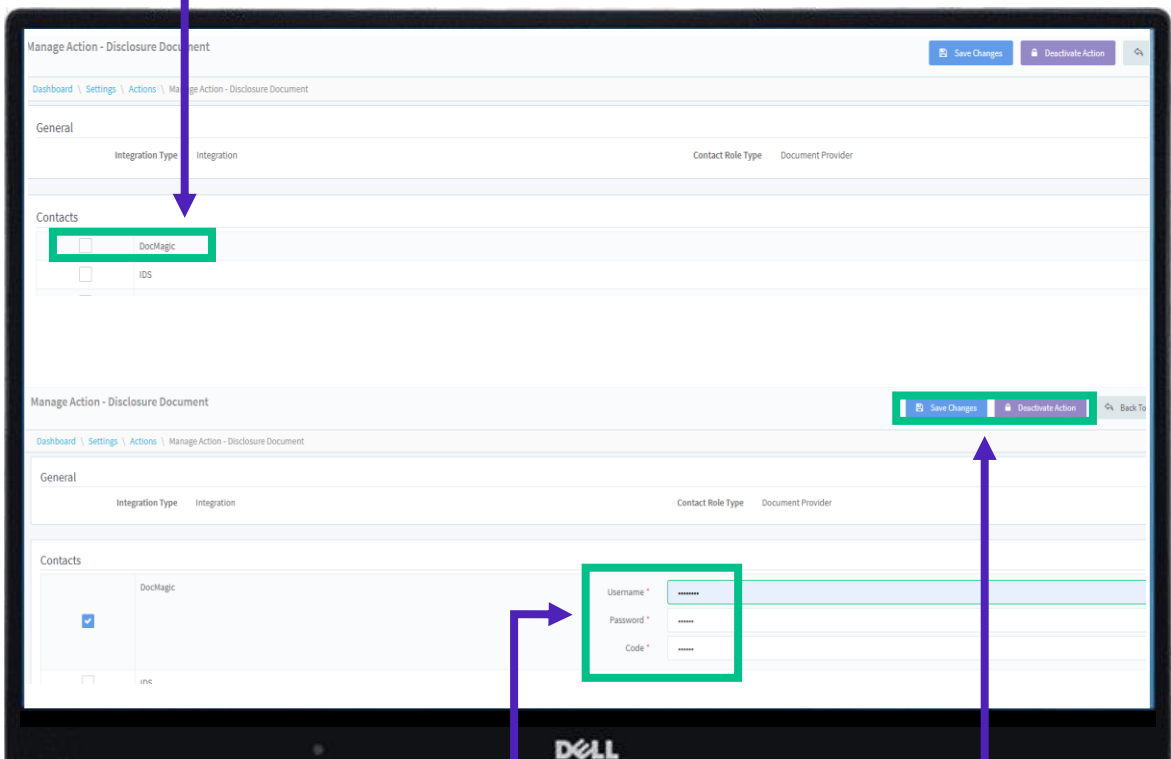 Manage Action - Disclosure Document
Save Changes Deactivate Action
Dashboard \ Settings \ Actions \ Manage Action - Disclosure Document
General
Integration Type Integration Contact Role Type Document Provider
Contacts
DocMagic
IDS
Manage Action - Disclosure Document
Save Changes Deactivate Action Back To
Dashboard \ Settings \ Actions \ Manage Action - Disclosure Document
General
Integration Type Integration Contact Role Type Document Provider
Contacts
DocMagic
Username * ••••••••
Password * ••••••
Code * ••••••
IDS
DELL